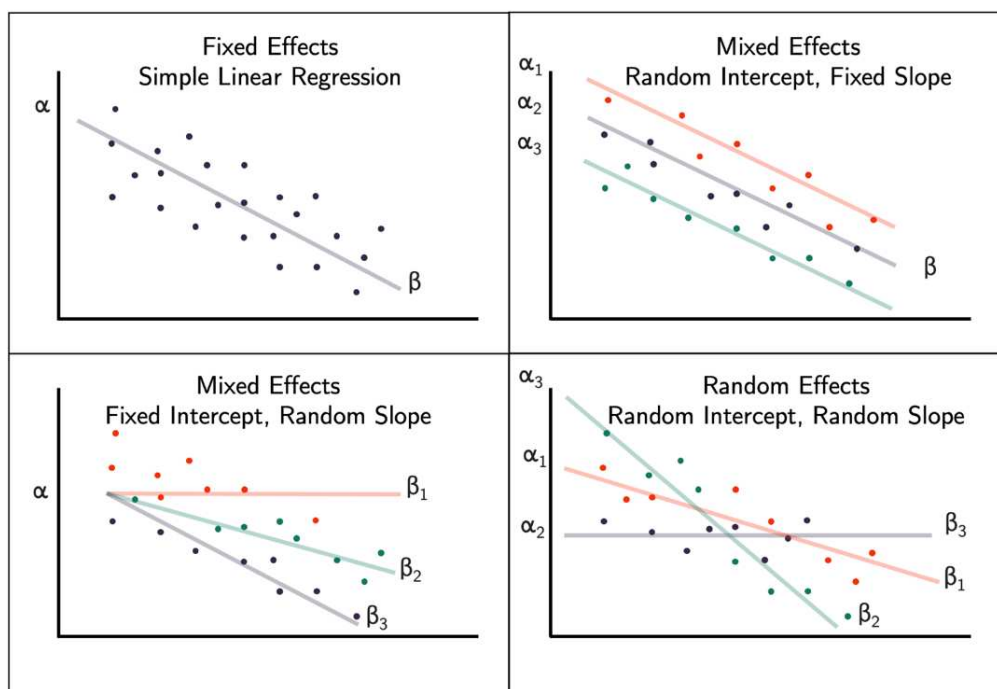 Fixed Effects
Simple Linear Regression
α
β
Mixed Effects
Random Intercept, Fixed Slope
α₁
α₂
α₃
β
Mixed Effects
Fixed Intercept, Random Slope
α
β₁
β₂
β₃
Random Effects
Random Intercept, Random Slope
α₃
α₁
α₂
β₃
β₁
β₂